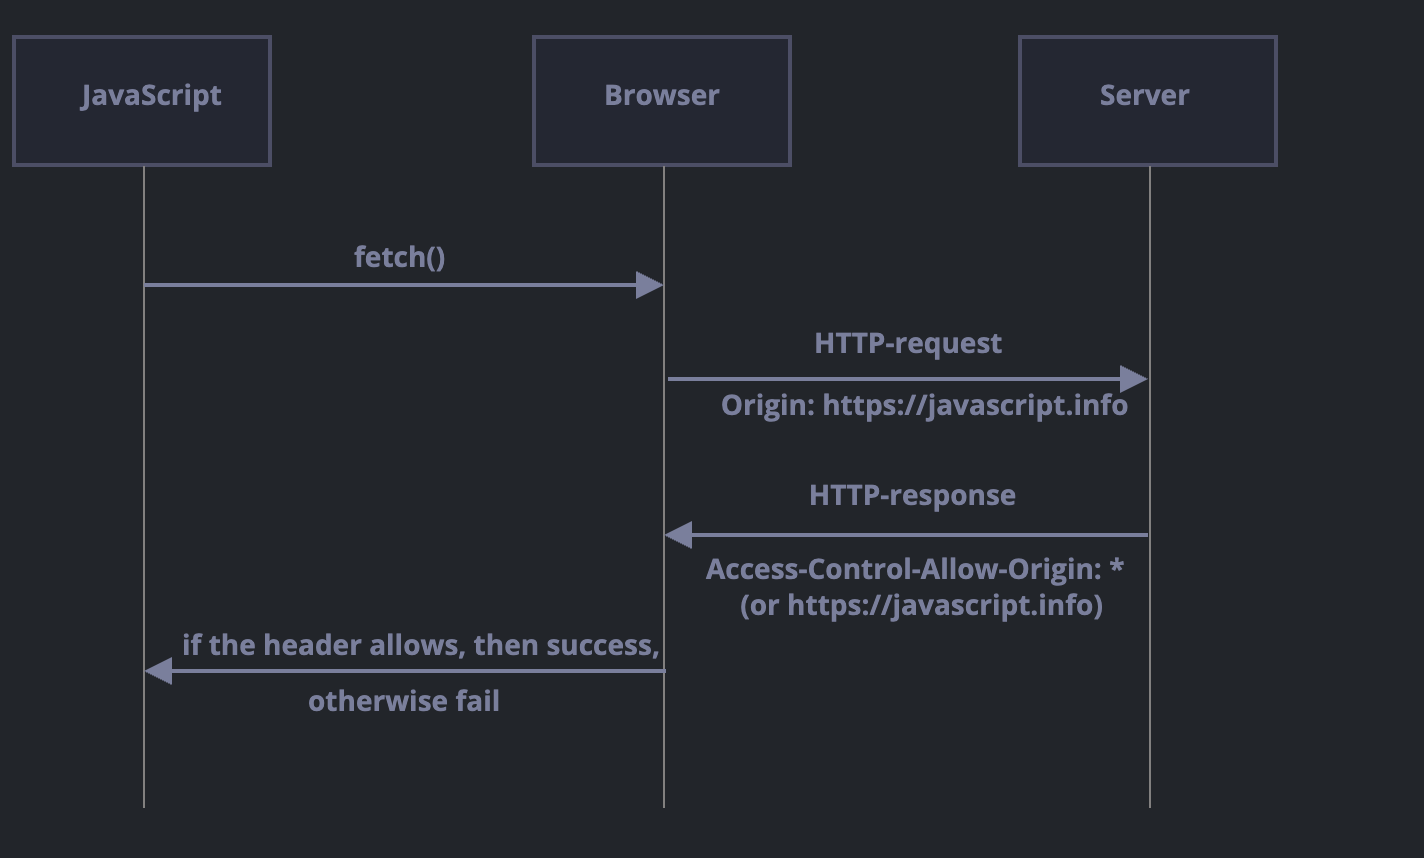 JavaScript
Browser
Server
fetch()
HTTP-request
Origin: https://javascript.info
HTTP-response
Access-Control-Allow-Origin: *
(or https://javascript.info)
if the header allows, then success,
otherwise fail